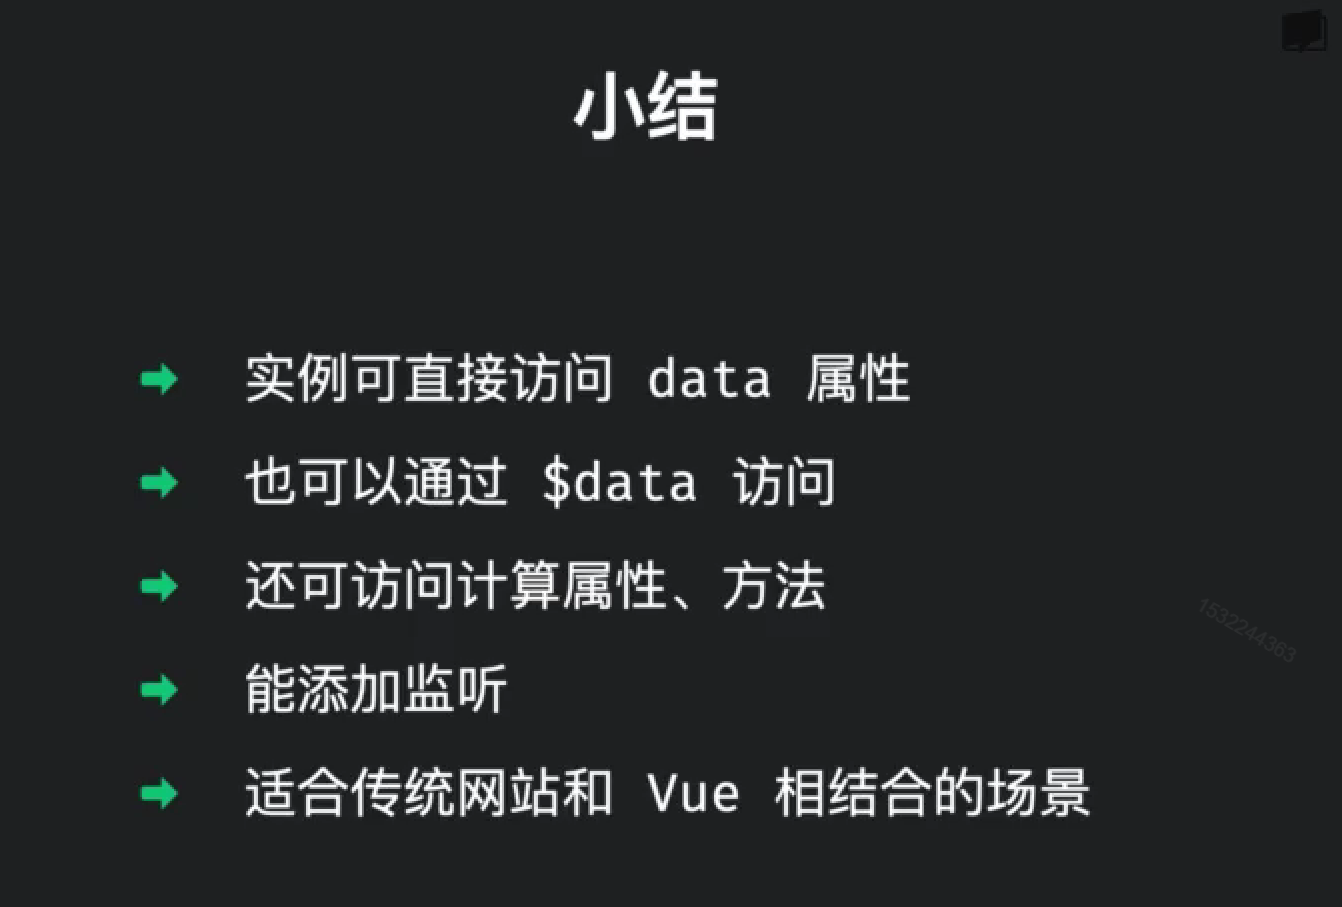 小结
实例可直接访问 data 属性
也可以通过 $data 访问
还可访问计算属性、方法
能添加监听
1532244363
适合传统网站和 Vue 相结合的场景